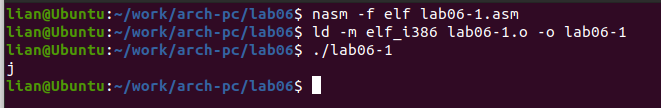 lian@Ubuntu:~/work/arch-pc/lab06$ nasm -f elf lab06-1.asm
lian@Ubuntu:~/work/arch-pc/lab06$ ld -m elf_i386 lab06-1.o -o lab06-1
lian@Ubuntu:~/work/arch-pc/lab06$ ./lab06-1
j
lian@Ubuntu:~/work/arch-pc/lab06$